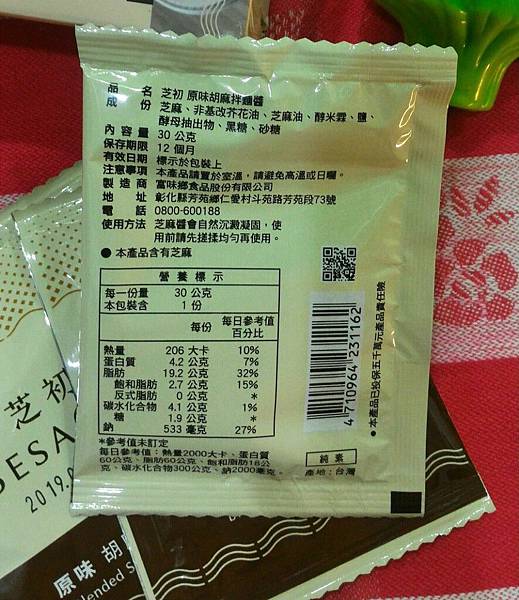 品名 芝初 原味胡麻拌麵醬
成份 芝麻、非基改芥花油、芝麻油、醇米霖、鹽、
酵母抽出物、黑糖、砂糖
內容量 30 公克
保存期限 12 個月
有效日期 標示於包裝上
注意事項 本產品請置於室溫,請避免高溫或日曬。
製造商 富味鄉食品股份有限公司
地址 彰化縣芳苑鄉仁愛村斗苑路芳苑段73號
電話 0800-600188
使用方法 芝麻醬會自然沉澱凝固,使
用前請先搓揉均勻再使用。
● 本產品含有芝麻
營養標示
每一份量 30 公克
本包裝含 1 份
每份 每日參考值
百分比
熱量 206 大卡 10%
蛋白質 4.2 公克 7%
脂肪 19.2 公克 32%
飽和脂肪 2.7 公克 15%
反式脂肪 0 公克 *
碳水化合物 4.1 公克 1%
糖 1.9 公克 *
鈉 533 毫克 27%
*參考值未訂定
每日參考值:熱量2000大卡、蛋白質
60公克、脂肪60公克、飽和脂肪18公
克、碳水化合物300公克、鈉2000毫克。
4 710964 231162
● 本產品已投保五千萬元產品責任險
純素
產地:台灣
芝初
SESA
2019.0
原味 胡
lended S